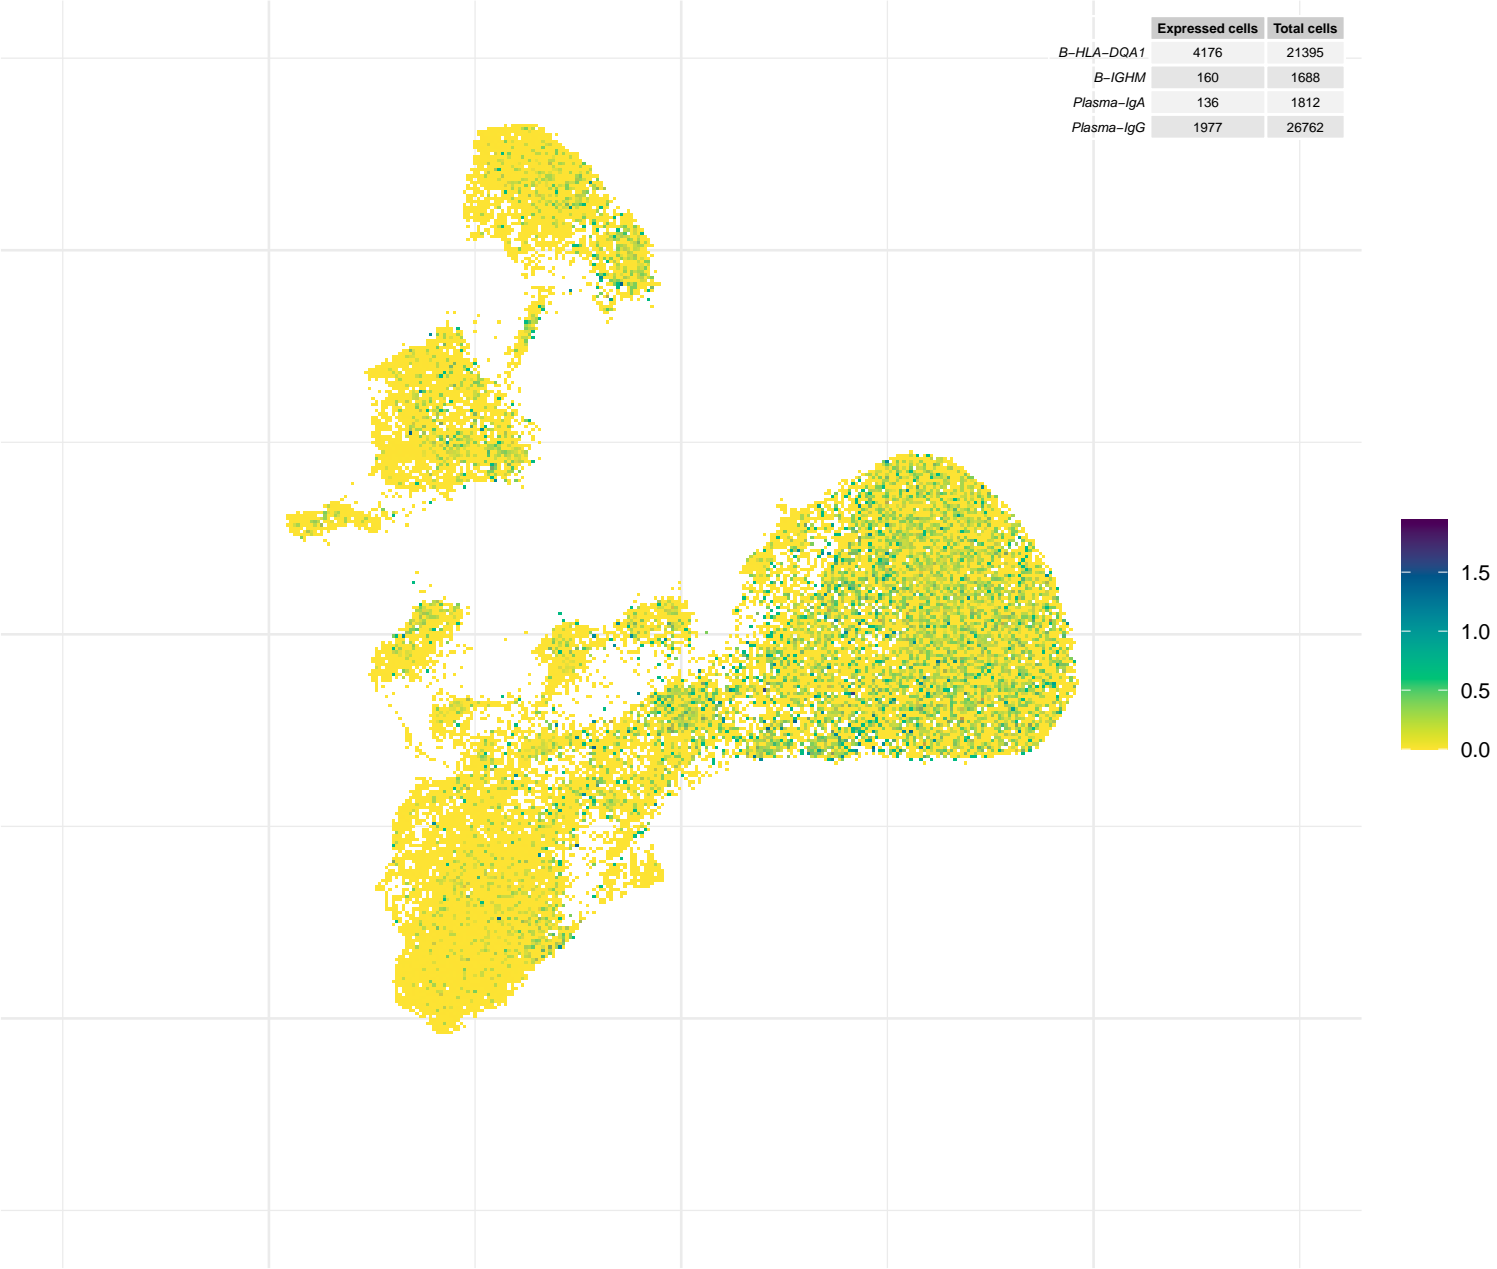 Expressed cells Total cells
B−HLA−DQA1 4176 21395
B−IGHM 160 1688
Plasma−IgA 136 1812
Plasma−IgG 1977 26762
1.5
1.0
0.5
0.0